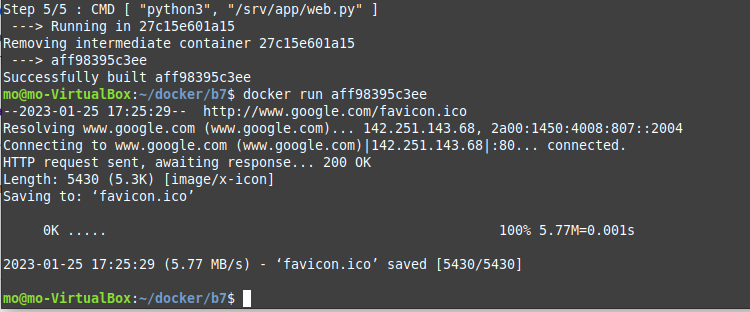 Step 5/5 : CMD [ "python3", "/srv/app/web.py" ]
 ---> Running in 27c15e601a15
Removing intermediate container 27c15e601a15
 ---> aff98395c3ee
Successfully built aff98395c3ee
mo@mo-VirtualBox:~/docker/b7$ docker run aff98395c3ee
--2023-01-25 17:25:29--  http://www.google.com/favicon.ico
Resolving www.google.com (www.google.com)... 142.251.143.68, 2a00:1450:4008:807::2004
Connecting to www.google.com (www.google.com)|142.251.143.68|:80... connected.
HTTP request sent, awaiting response... 200 OK
Length: 5430 (5.3K) [image/x-icon]
Saving to: ‘favicon.ico’
     0K .....                                                 100% 5.77M=0.001s
2023-01-25 17:25:29 (5.77 MB/s) - ‘favicon.ico’ saved [5430/5430]
mo@mo-VirtualBox:~/docker/b7$